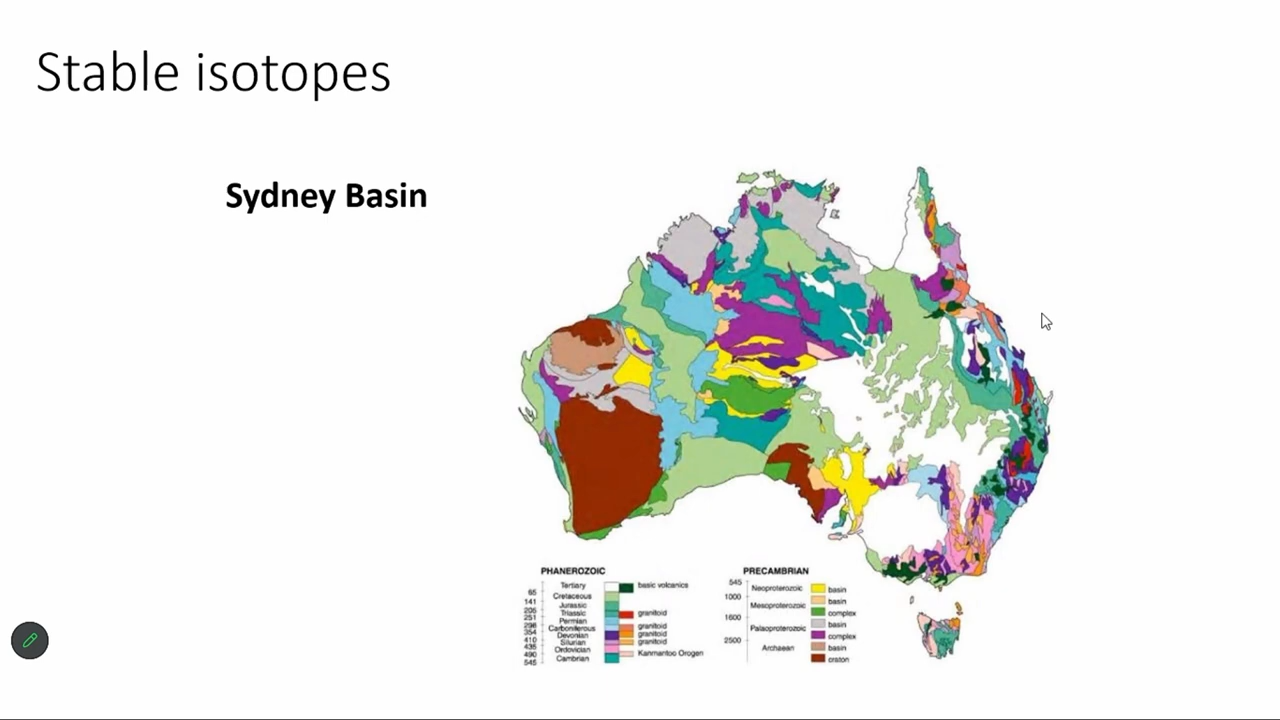 Stable isotopes
Sydney Basin
PHANEROZOIC
Tertiary
basic volcanics
65
Cretaceous
141
Jurassic
205
Triassic
granitoid
251
Permian
298
Carboniferous
granitoid
354
Devonian
granitoid
410
Silurian
granitoid
435
Ordovician
490
Kanmantoo Orogen
Cambrian
545
PRECAMBRIAN
545
Neoproterozoic
basin
1000
basin
Mesoproterozoic
complex
1600
Palaoproterozoic
basin
complex
2500
Archaean
basin
craton